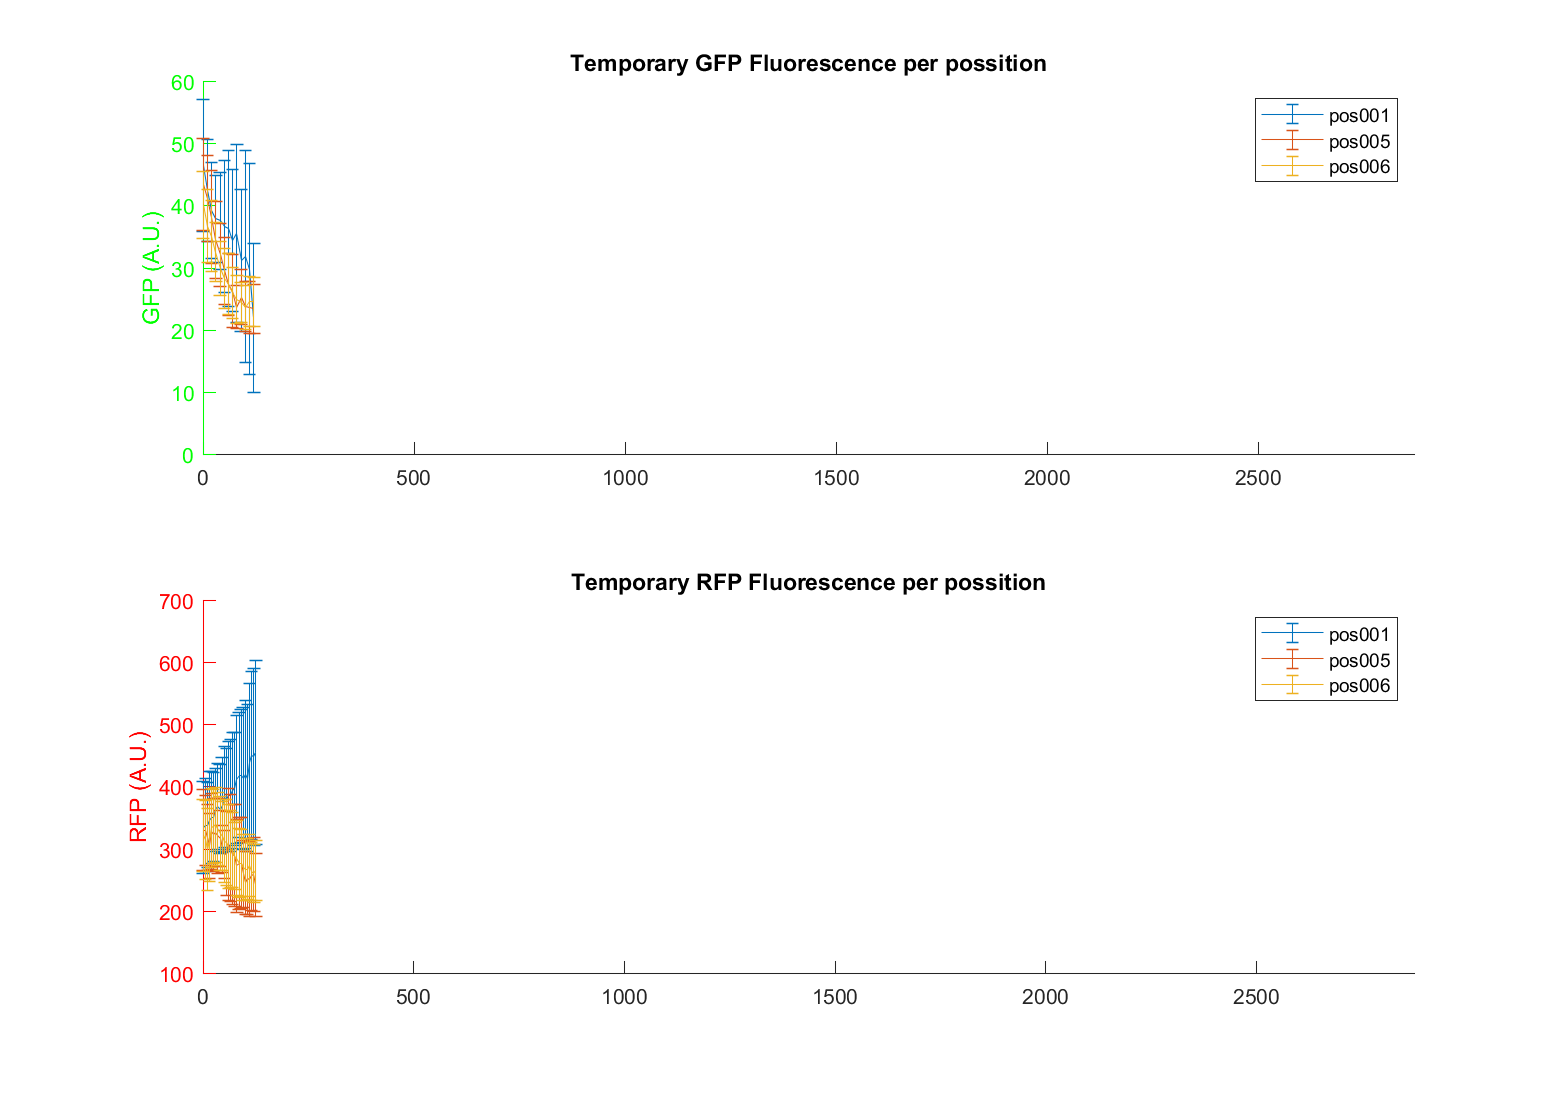 Temporary GFP Fluorescence per possition
60
50
40
30
20
10
0
GFP (A.U.)
pos001
pos005
pos006
0 500 1000 1500 2000 2500
Temporary RFP Fluorescence per possition
700
600
500
400
300
200
100
RFP (A.U.)
pos001
pos005
pos006
0 500 1000 1500 2000 2500